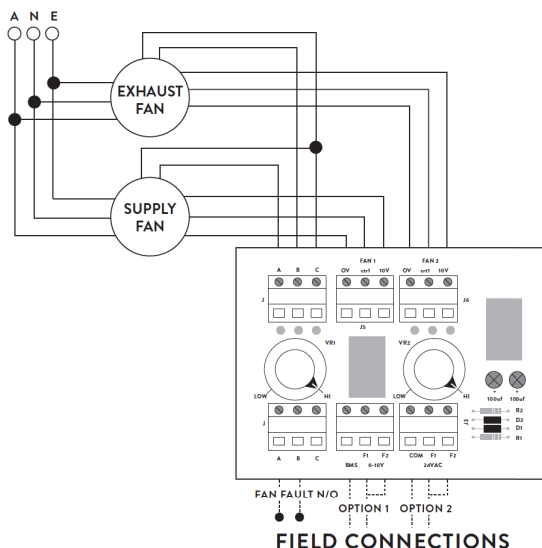 A N E
EXHAUST
FAN
SUPPLY
FAN
FAN 1 FAN 2
A B C 0V ctr1 10V 0V crt1 10V
J J6
J5
VR1 VR2
LOW HI LOW HI
+ +
100uf 100uf
R2
D2
D1
R1
J J3
A B C F1 F2 COM F1 F2
BMS 0-10V 24VAC
FAN FAULT N/O
OPTION 1 OPTION 2
FIELD CONNECTIONS